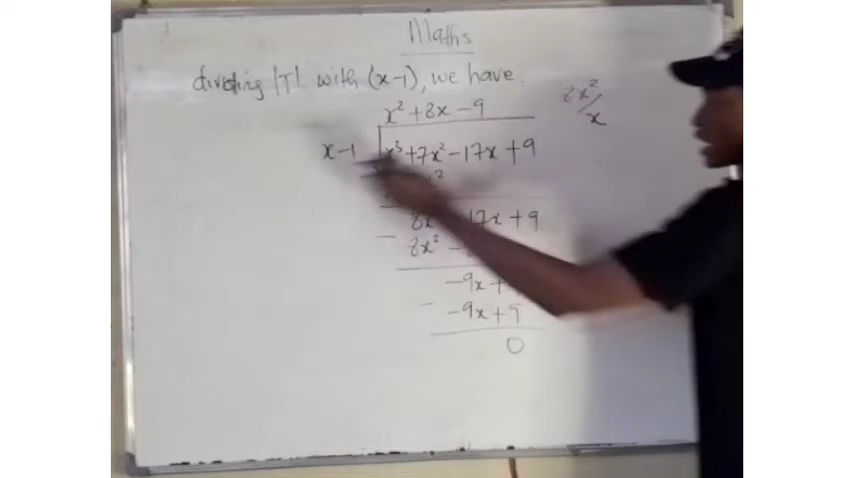 Maths
dividing |T| with (x-1), we have:
x² + 8x - 9
8x²/x
x-1 x³ + 7x² - 17x + 9
8x 17x + 9
- 8x² -
-9x +
- -9x + 9
0